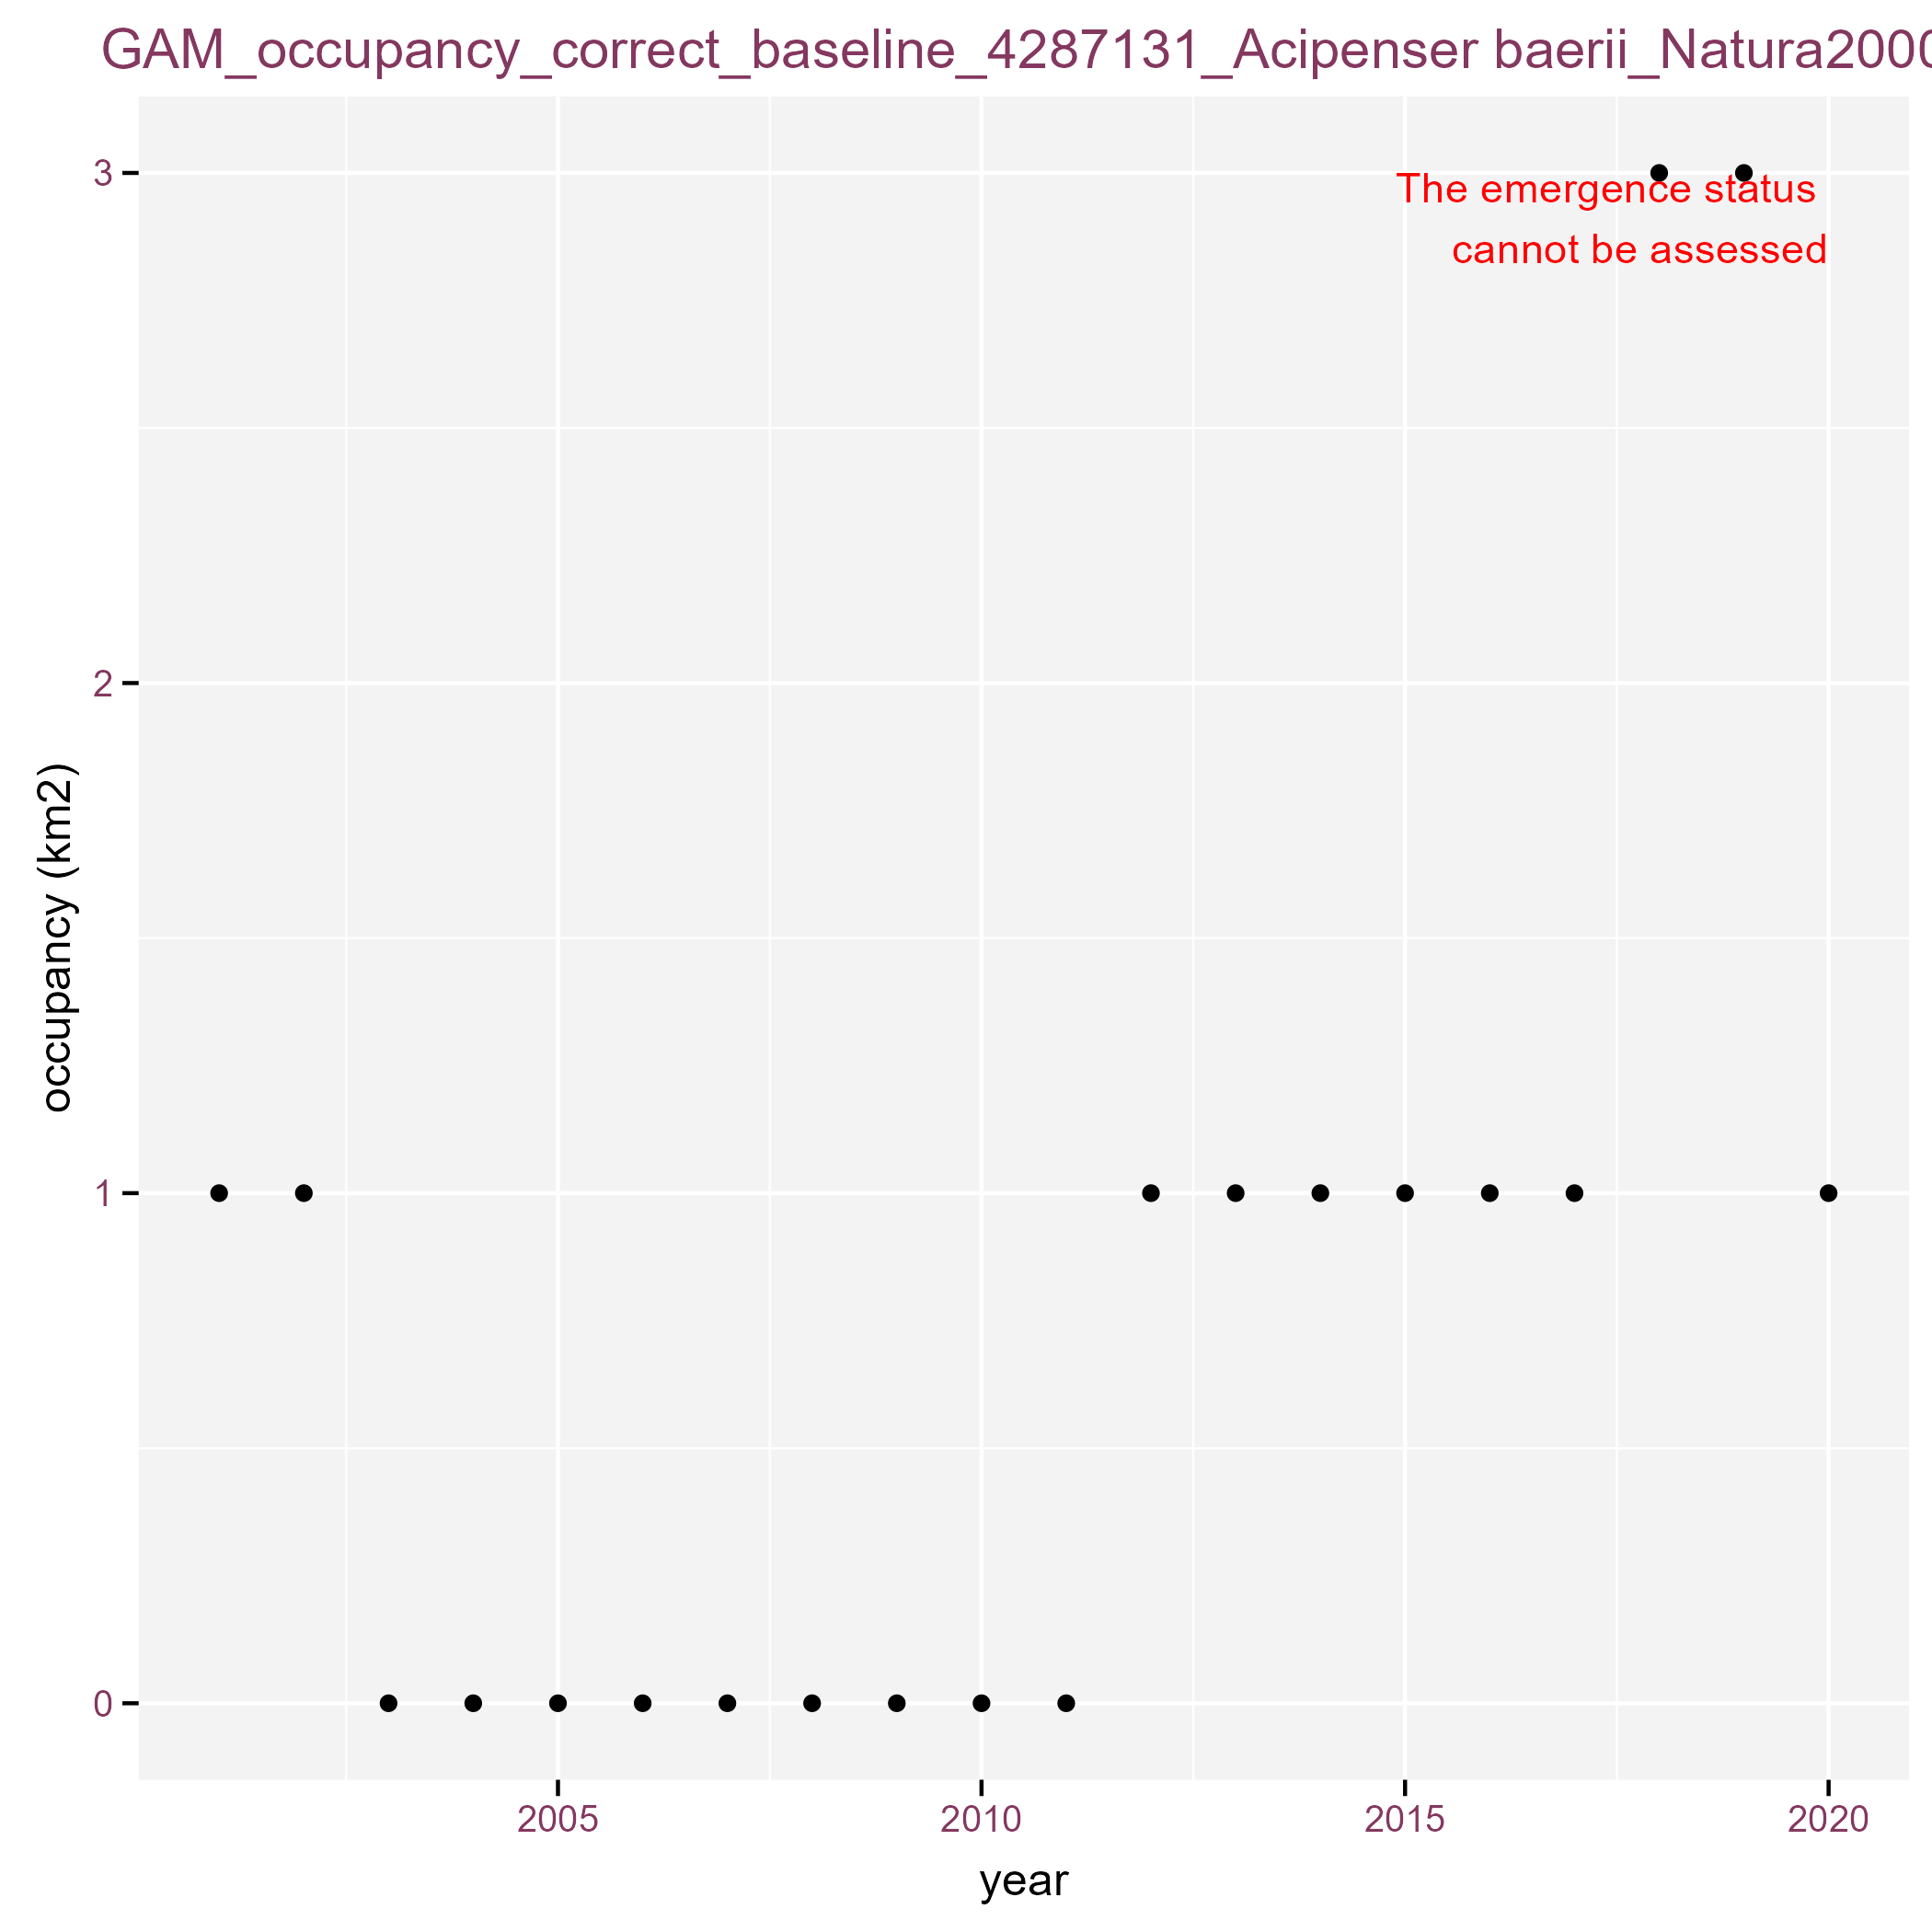 GAM_occupancy_correct_baseline_4287131_Acipenser baerii_Natura2000
3
The emergence status
cannot be assessed
2
occupancy (km2)
1
0
2005 2010 2015 2020
year